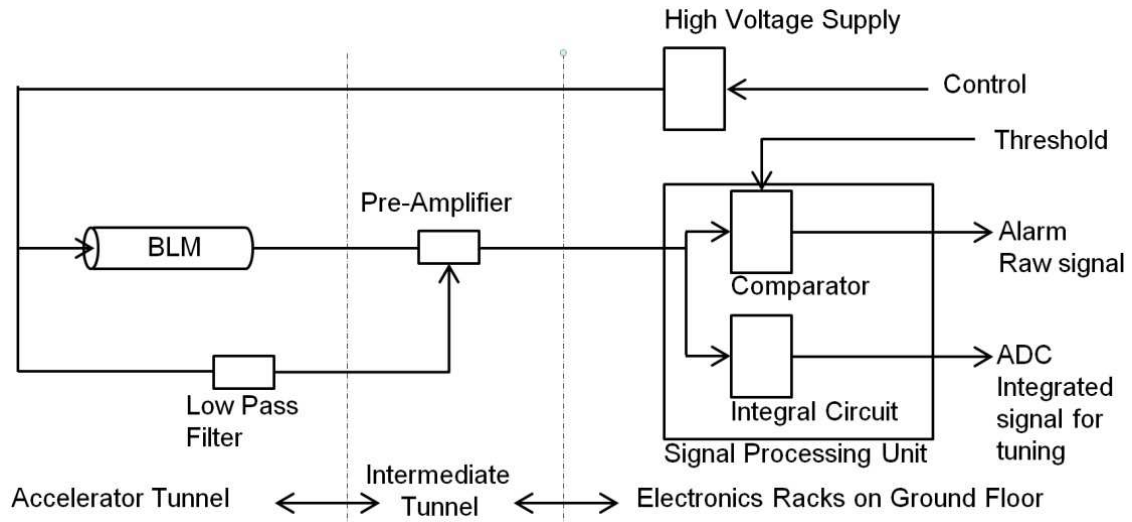 High Voltage Supply
Control
Threshold
Pre-Amplifier
BLM
Alarm
Raw signal
Comparator
ADC
Integrated
signal for
tuning
Low Pass
Filter
Integral Circuit
Signal Processing Unit
Accelerator Tunnel
Intermediate
Tunnel
Electronics Racks on Ground Floor